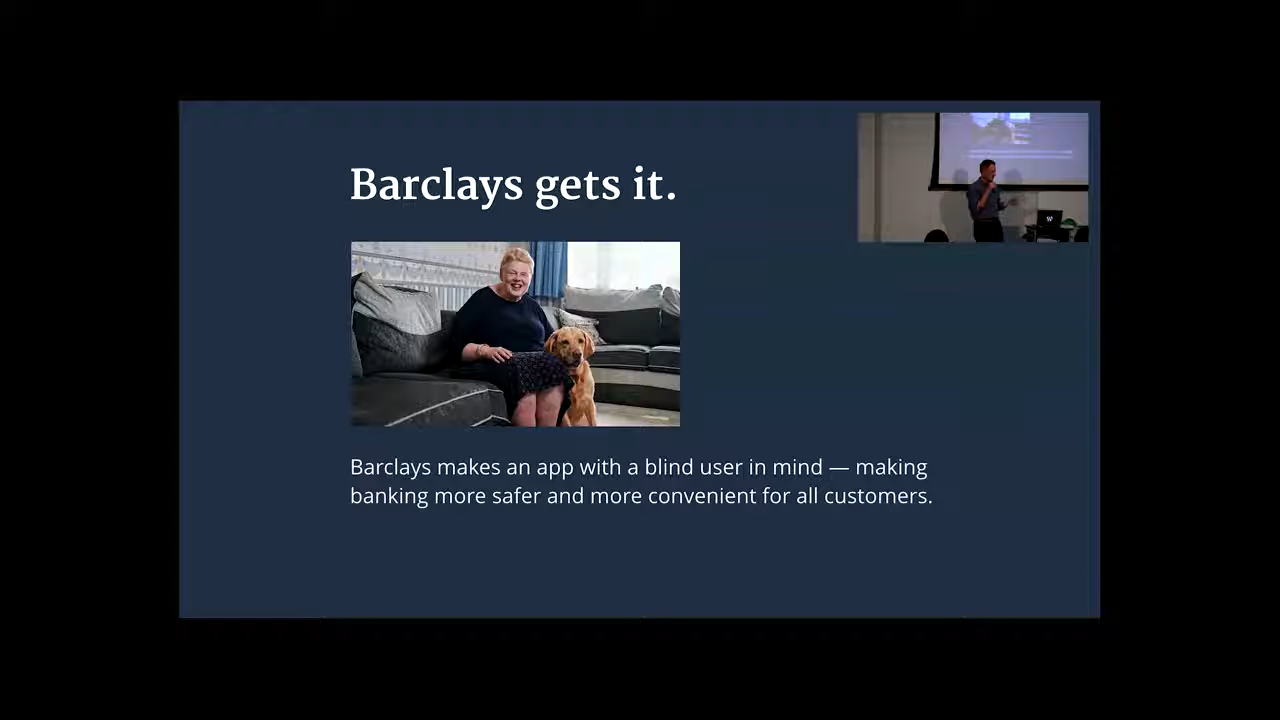 Barclays gets it.
Barclays makes an app with a blind user in mind — making
banking more safer and more convenient for all customers.